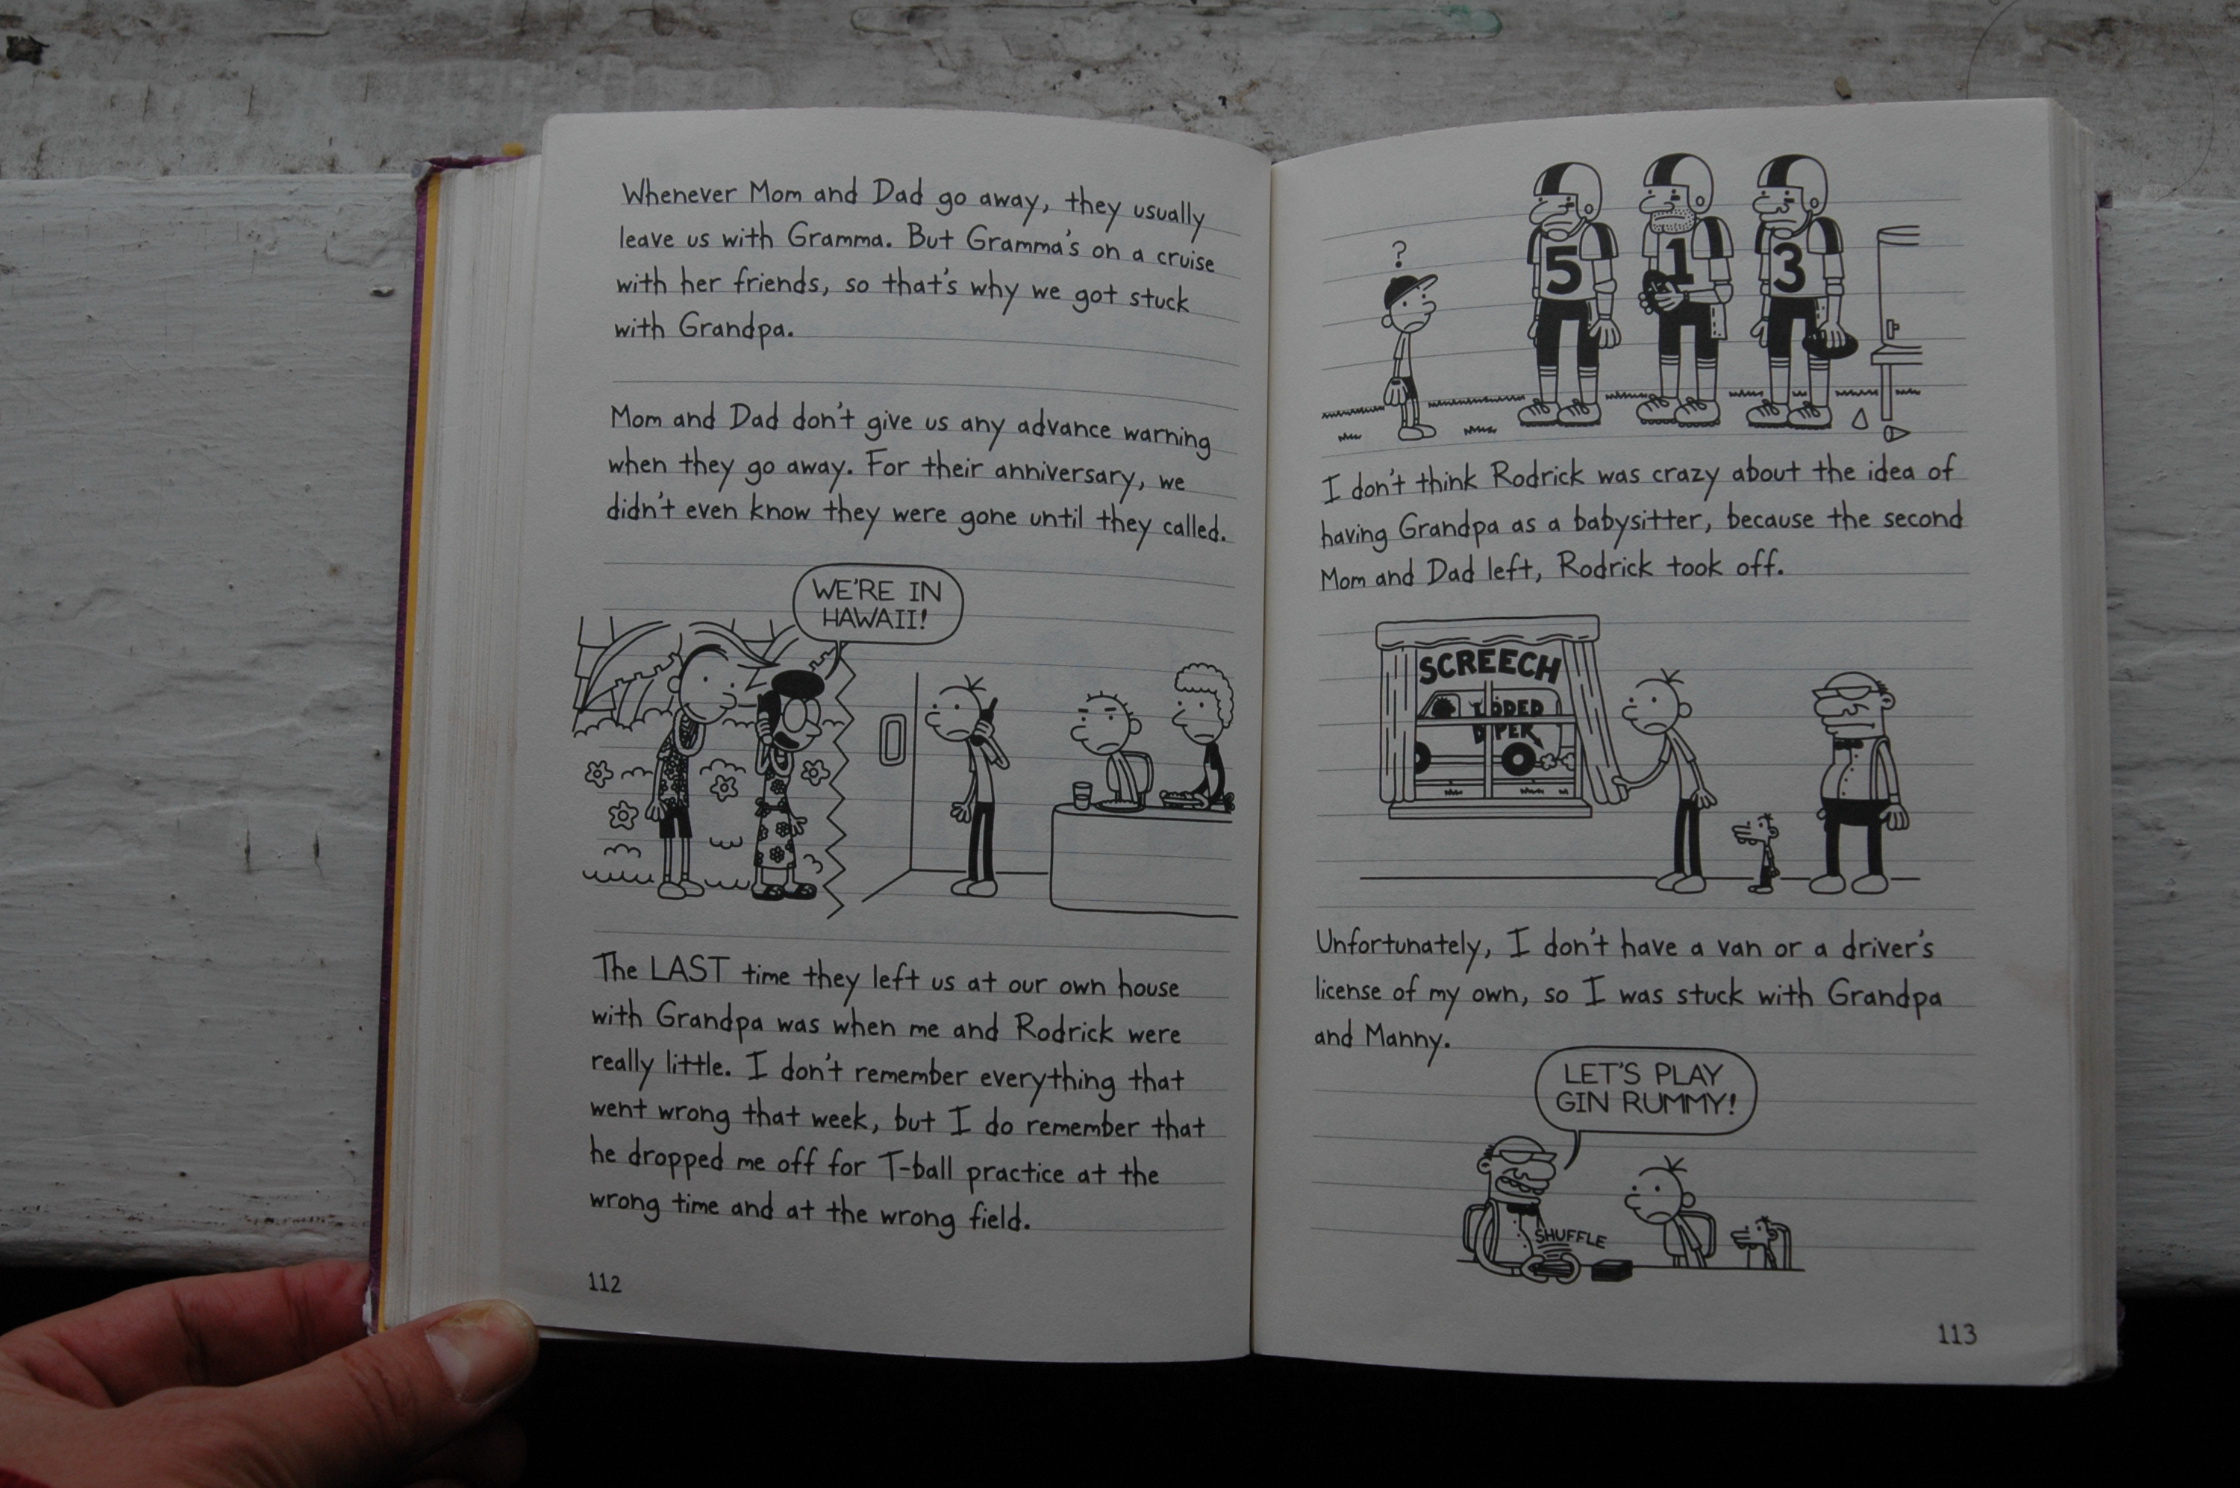 Whenever Mom and Dad go away, they usually
leave us with Gramma. But Gramma's on a cruise
with her friends, so that's why we got stuck
with Grandpa.
Mom and Dad don't give us any advance warning
when they go away. For their anniversary, we
didn't even know they were gone until they called.
WE'RE IN
HAWAII!
The LAST time they left us at our own house
with Grandpa was when me and Rodrick were
really little. I don't remember everything that
went wrong that week, but I do remember that
he dropped me off for T-ball practice at the
wrong time and at the wrong field.
112
?
5 1 3
I don't think Rodrick was crazy about the idea of
having Grandpa as a babysitter, because the second
Mom and Dad left, Rodrick took off.
SCREECH
Unfortunately, I don't have a van or a driver's
license of my own, so I was stuck with Grandpa
and Manny.
LET'S PLAY
GIN RUMMY!
SHUFFLE
113